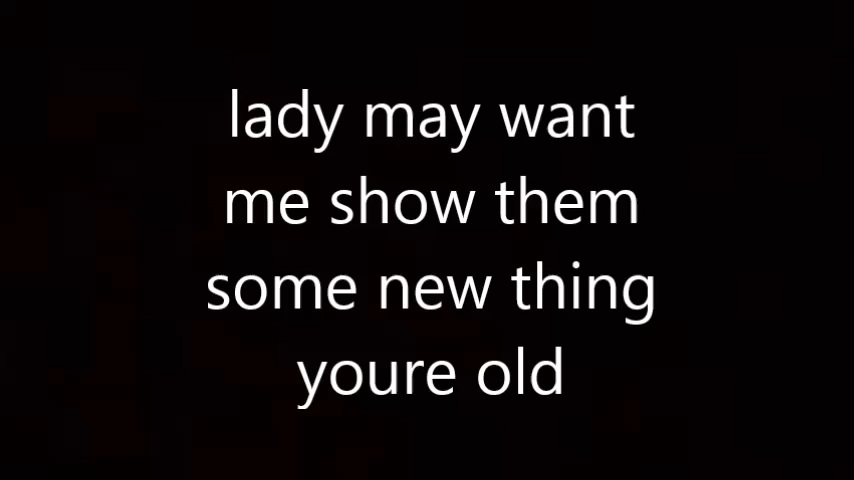 lady may want
me show them
some new thing
youre old